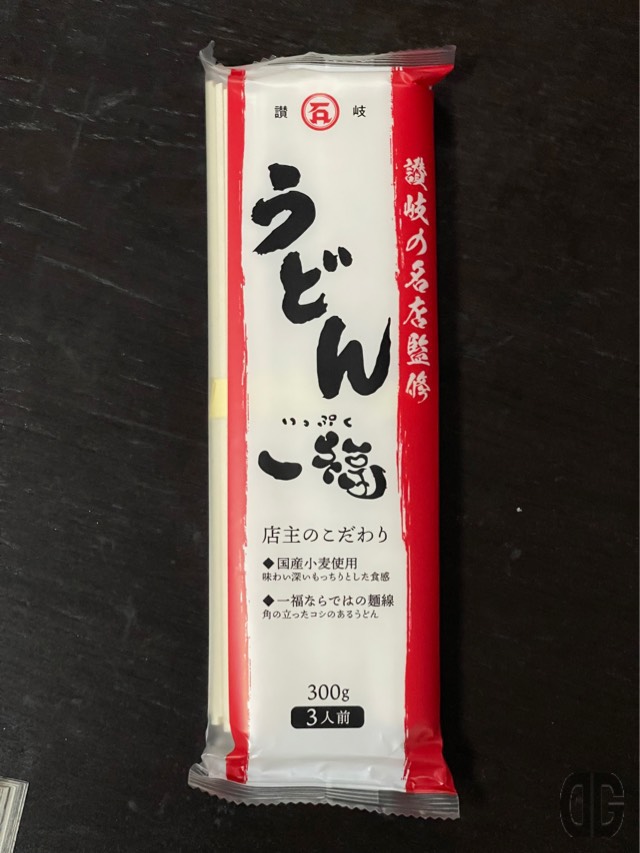 讃 石 岐
讃岐の名店監修
うどん
いっぷく
一福
店主のこだわり
◆国産小麦使用
味わい深いもっちりとした食感
◆一福ならではの麵線
角の立ったコシのあるうどん
300g
3人前
DG